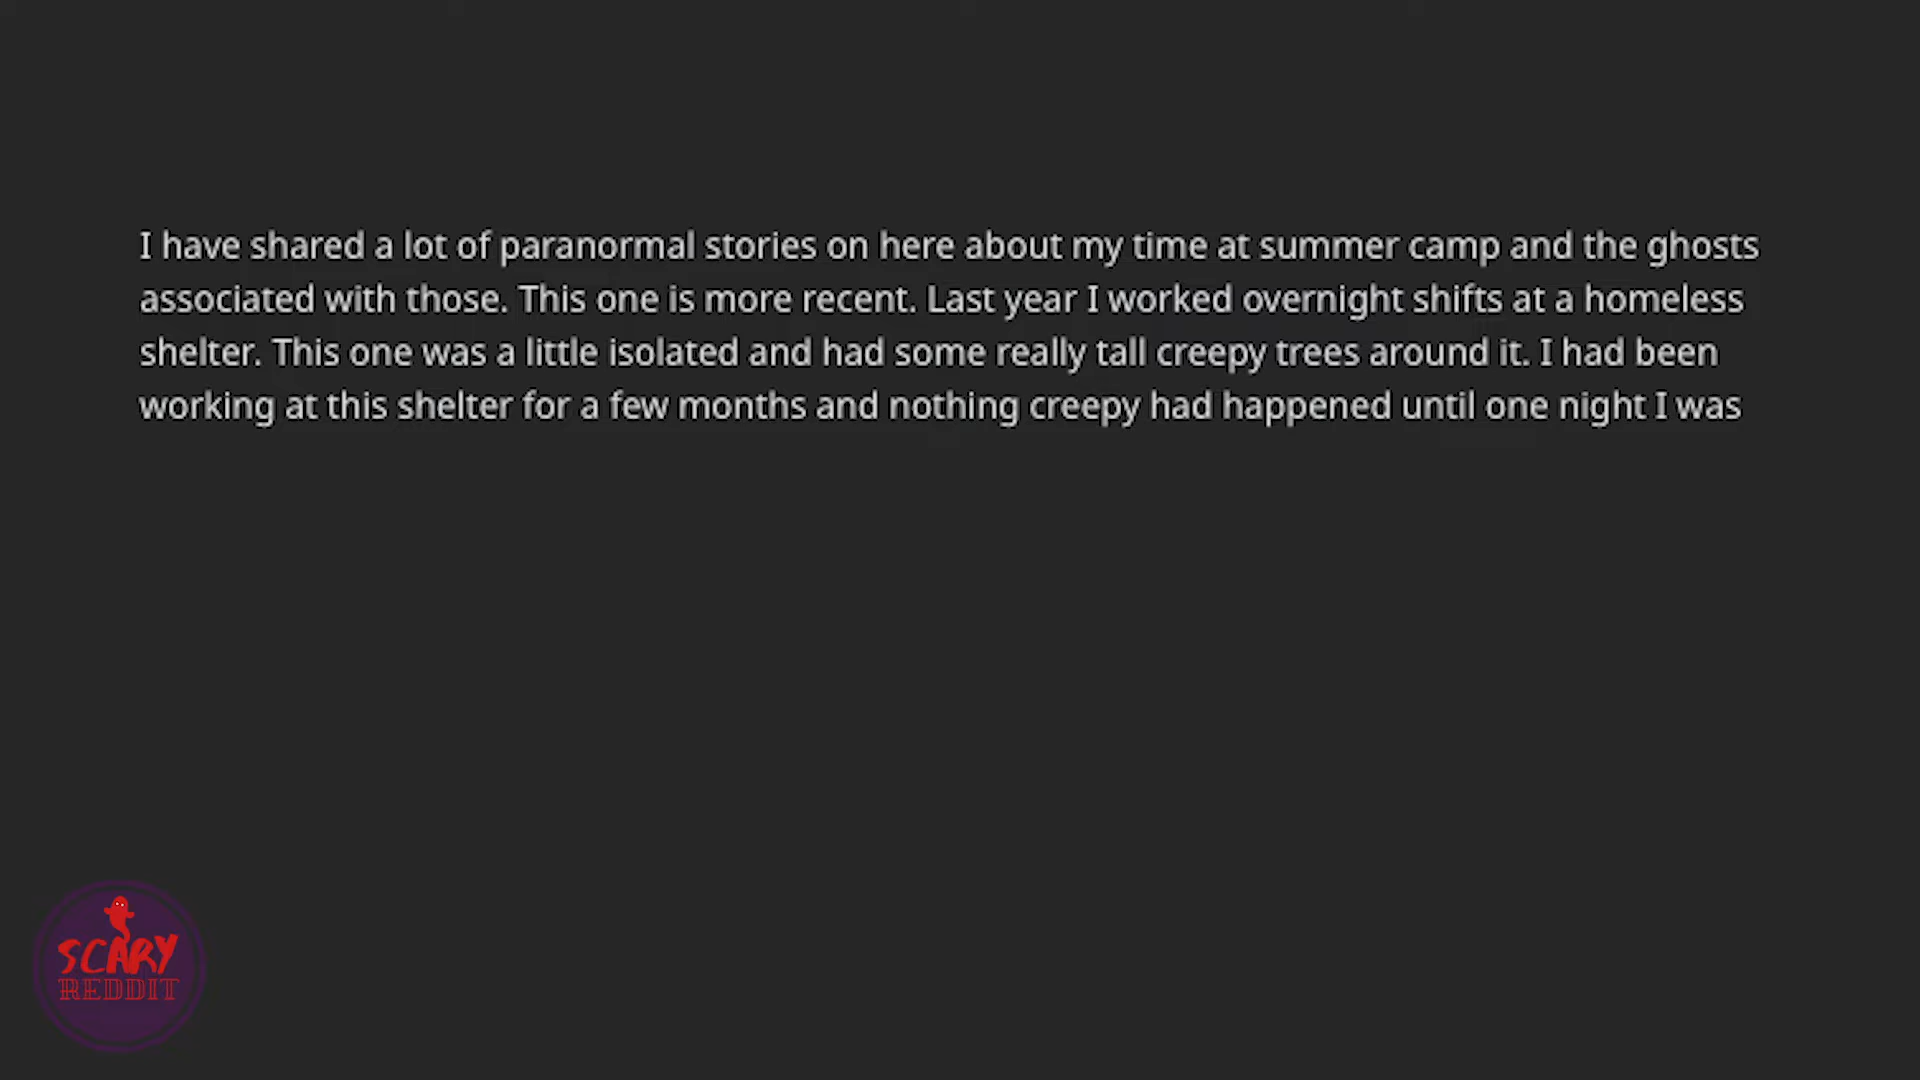 I have shared a lot of paranormal stories on here about my time at summer camp and the ghosts
associated with those. This one is more recent. Last year I worked overnight shifts at a homeless
shelter. This one was a little isolated and had some really tall creepy trees around it. I had been
working at this shelter for a few months and nothing creepy had happened until one night I was
SCARY
REDDIT